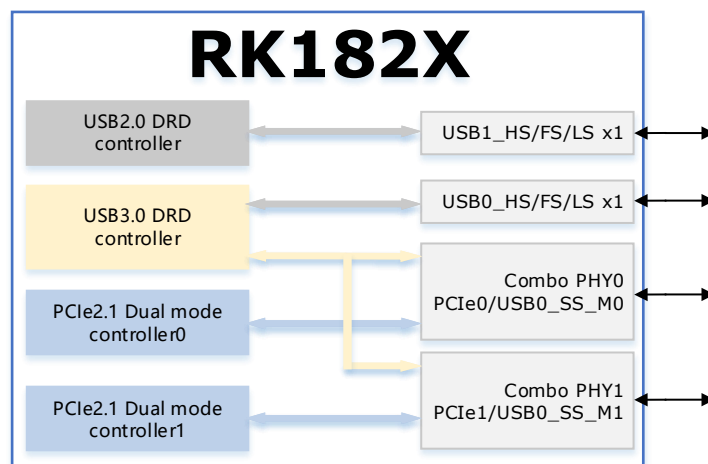 RK182X
USB2.0 DRD
controller
USB1_HS/FS/LS x1
USB3.0 DRD
controller
USB0_HS/FS/LS x1
Combo PHY0
PCIe0/USB0_SS_M0
PCIe2.1 Dual mode
controller0
Combo PHY1
PCIe1/USB0_SS_M1
PCIe2.1 Dual mode
controller1